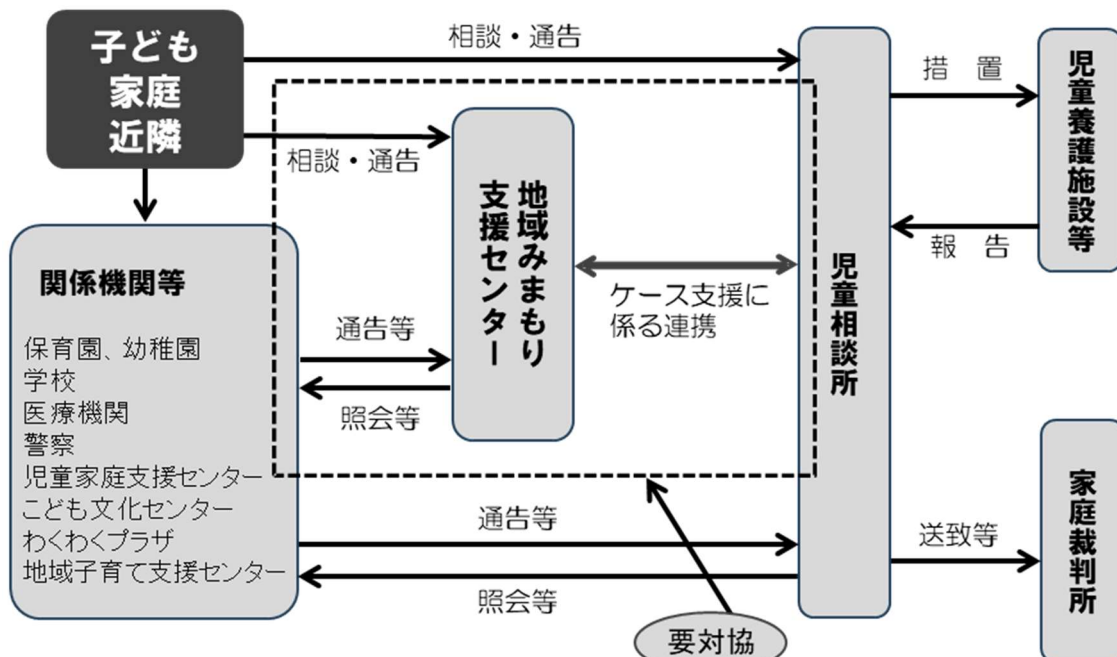 子ども
家庭
近隣
相談・通告
相談・通告
地域みまもり
支援センター
児童相談所
措　置
報　告
児童養護施設等
関係機関等
保育園、幼稚園
学校
医療機関
警察
児童家庭支援センター
こども文化センター
わくわくプラザ
地域子育て支援センター
通告等
照会等
ケース支援に
係る連携
通告等
照会等
送致等
家庭裁判所
要対協